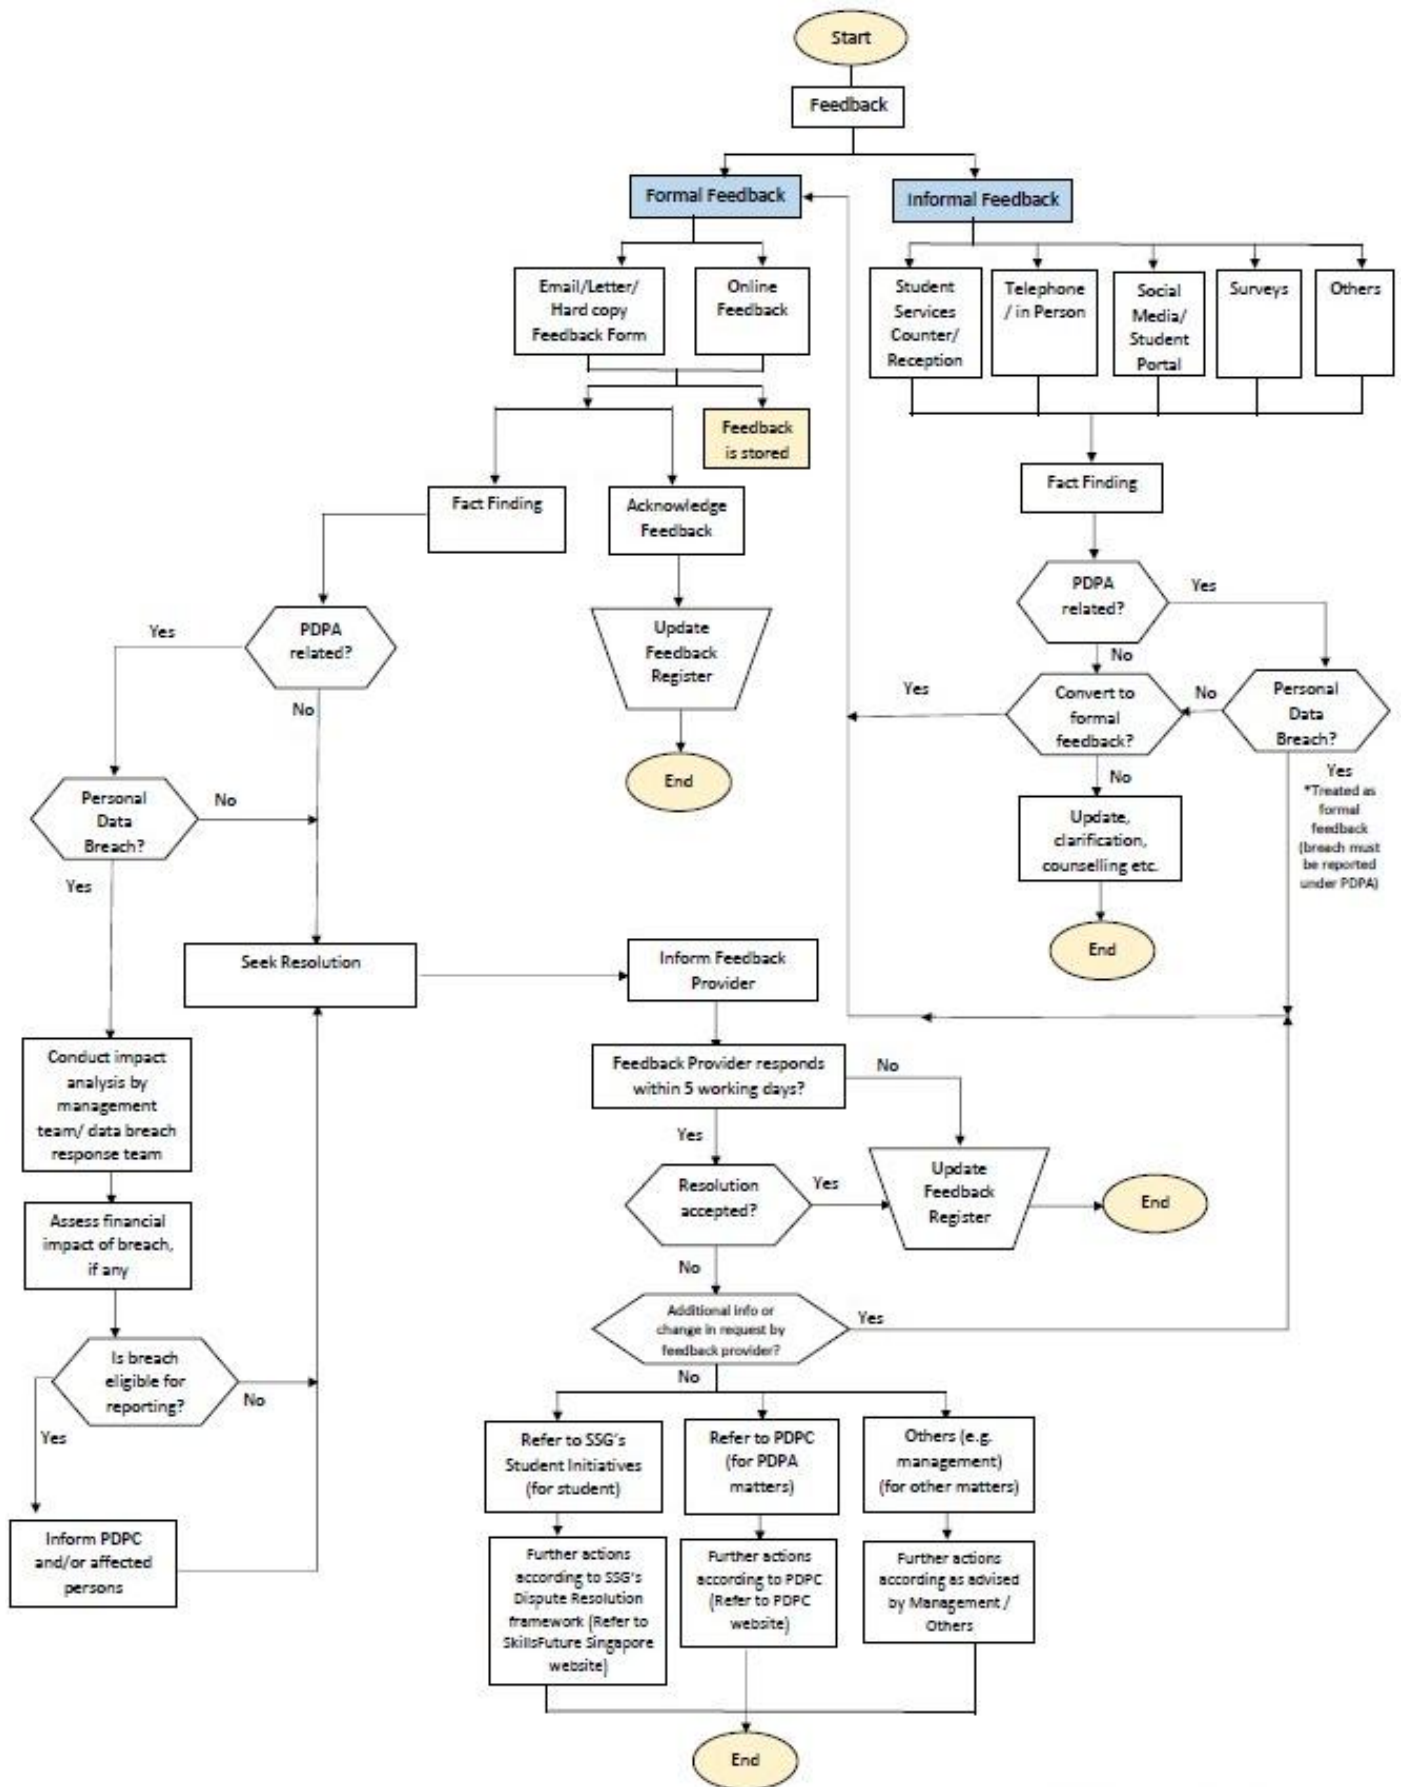 Start
Feedback
Formal Feedback
Informal Feedback
Email/Letter/
Hard copy
Feedback Form
Online
Feedback
Student
Services
Counter/
Reception
Telephone
/ in Person
Social
Media/
Student
Portal
Surveys
Others
Feedback
is stored
Fact Finding
Acknowledge
Feedback
Fact Finding
PDPA
related?
Yes
No
Update
Feedback
Register
End
PDPA
related?
Yes
No
Convert to
formal
feedback?
Yes
No
Personal
Data
Breach?
No
Yes
*Treated as
formal
feedback
(breach must
be reported
under PDPA)
Update,
clarification,
counselling etc.
End
Personal
Data
Breach?
No
Yes
Seek Resolution
Inform Feedback
Provider
Conduct impact
analysis by
management
team/ data breach
response team
Feedback Provider responds
within 5 working days?
No
Yes
Assess financial
impact of breach,
if any
Resolution
accepted?
Yes
No
Update
Feedback
Register
End
Is breach
eligible for
reporting?
No
Yes
Additional info or
change in request by
feedback provider?
Yes
No
Inform PDPC
and/or affected
persons
Refer to SSG's
Student Initiatives
(for student)
Refer to PDPC
(for PDPA
matters)
Others (e.g.
management)
(for other matters)
Further actions
according to SSG's
Dispute Resolution
framework (Refer to
SkillsFuture Singapore
website)
Further actions
according to PDPC
(Refer to PDPC
website)
Further actions
according as advised
by Management /
Others
End